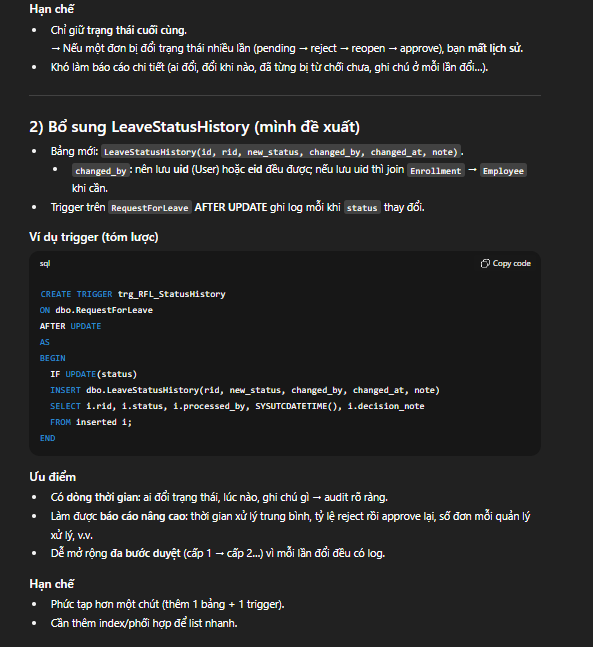 Hạn chế
• Chỉ giữ trạng thái cuối cùng.
→ Nếu một đơn bị đổi trạng thái nhiều lần (pending → reject → reopen → approve), bạn mất lịch sử.
• Khó làm báo cáo chi tiết (ai đổi, đổi khi nào, đã từng bị từ chối chưa, ghi chú ở mỗi lần đổi…).
2) Bổ sung LeaveStatusHistory (mình đề xuất)
• Bảng mới: LeaveStatusHistory(id, rid, new_status, changed_by, changed_at, note).
• changed_by: nên lưu uid (User) hoặc eid đều được; nếu lưu uid thì join Enrollment → Employee
khi cần.
• Trigger trên RequestForLeave AFTER UPDATE ghi log mỗi khi status thay đổi.
Ví dụ trigger (tóm lược)
sql
Copy code
CREATE TRIGGER trg_RFL_StatusHistory
ON dbo.RequestForLeave
AFTER UPDATE
AS
BEGIN
IF UPDATE(status)
INSERT dbo.LeaveStatusHistory(rid, new_status, changed_by, changed_at, note)
SELECT i.rid, i.status, i.processed_by, SYSUTCDATETIME(), i.decision_note
FROM inserted i;
END
Ưu điểm
• Có dòng thời gian: ai đổi trạng thái, lúc nào, ghi chú gì → audit rõ ràng.
• Làm được báo cáo nâng cao: thời gian xử lý trung bình, tỷ lệ reject rồi approve lại, số đơn mỗi quản lý
xử lý, v.v.
• Dễ mở rộng đa bước duyệt (cấp 1 → cấp 2…) vì mỗi lần đổi đều có log.
Hạn chế
• Phức tạp hơn một chút (thêm 1 bảng + 1 trigger).
• Cần thêm index/phối hợp để list nhanh.